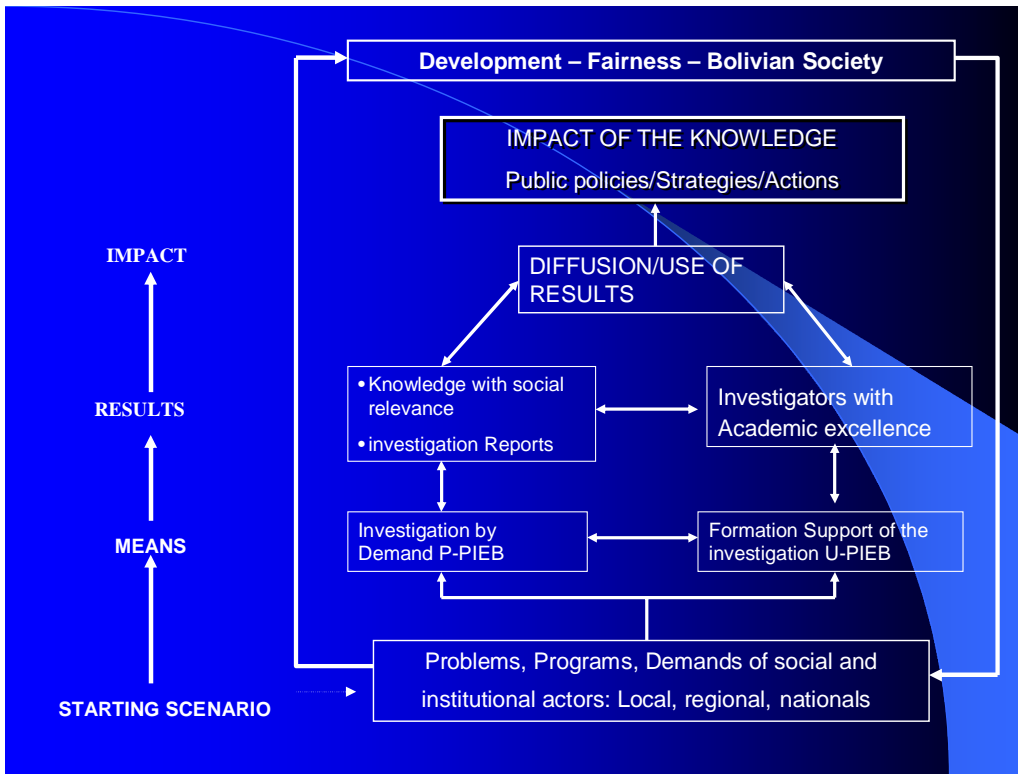 Development – Fairness – Bolivian Society
IMPACT OF THE KNOWLEDGE
Public policies/Strategies/Actions
IMPACT
DIFFUSION/USE OF
RESULTS
RESULTS
• Knowledge with social
relevance
• investigation Reports
Investigators with
Academic excellence
MEANS
Investigation by
Demand P-PIEB
Formation Support of the
investigation U-PIEB
STARTING SCENARIO
Problems, Programs, Demands of social and
institutional actors: Local, regional, nationals